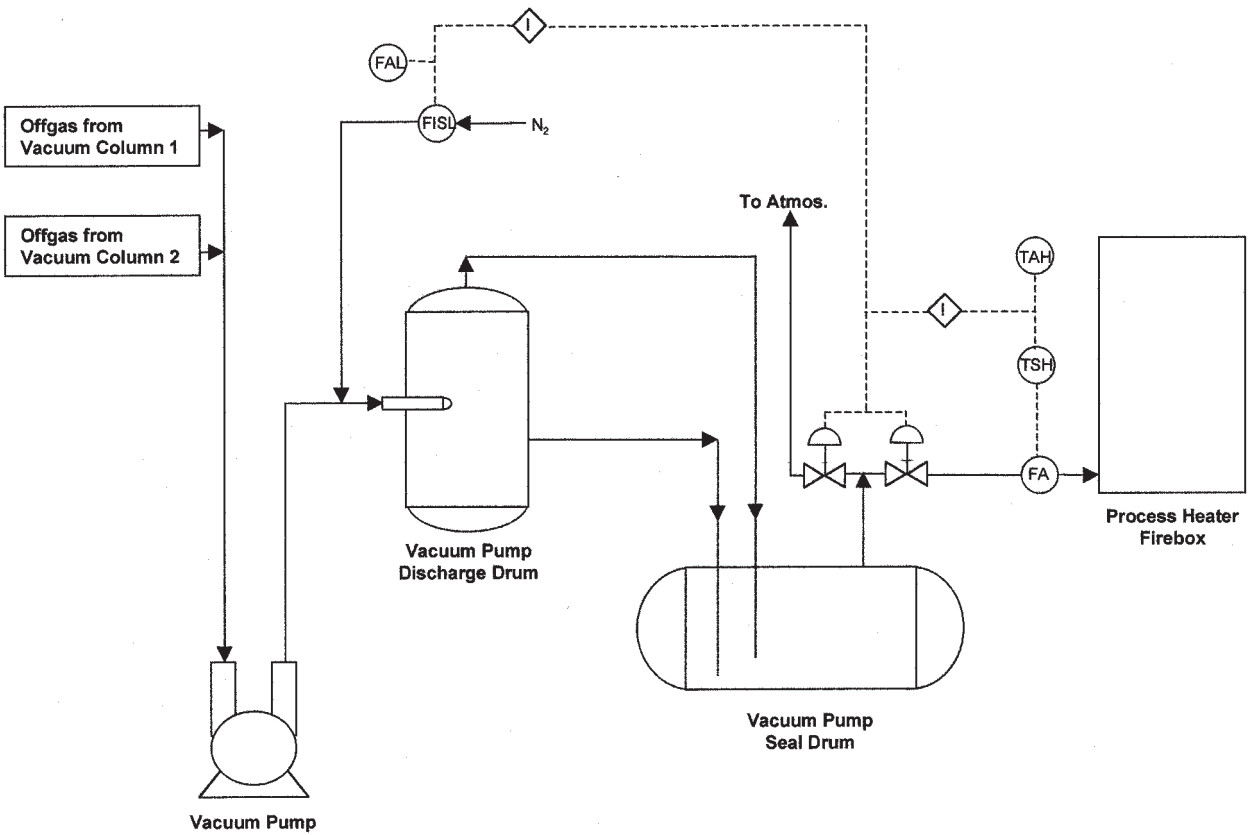 I
FAL
FISL
N2
Offgas from
Vacuum Column 1
Offgas from
Vacuum Column 2
To Atmos.
TAH
I
TSH
FA
Process Heater
Firebox
Vacuum Pump
Discharge Drum
Vacuum Pump
Seal Drum
Vacuum Pump